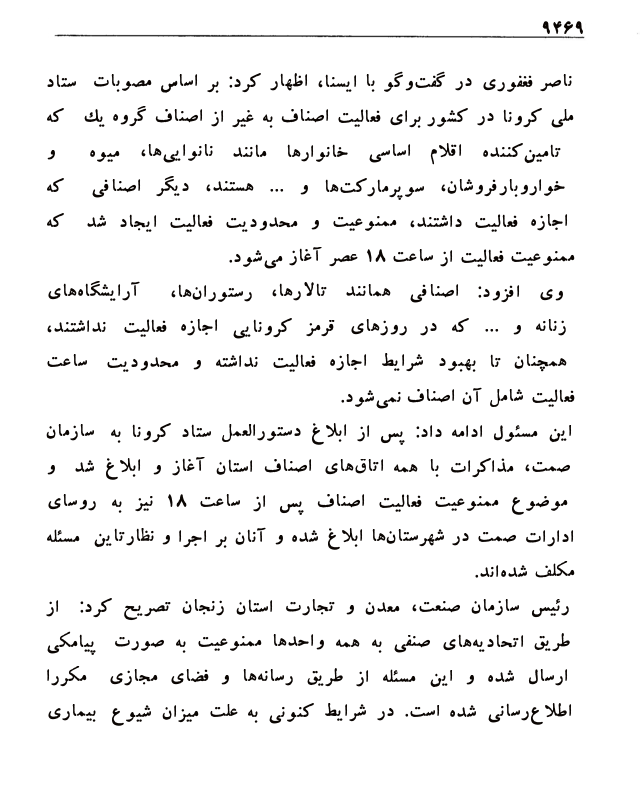 ۹۴۶۹
ناصر فغفوری در گفت‌وگو با ایسنا، اظهار کرد: بر اساس مصوبات ستاد
ملی کرونا در کشور برای فعالیت اصناف به غیر از اصناف گروه یك که
تامین‌کننده اقلام اساسی خانوارها مانند نانوایی‌ها، میوه و
خواروبارفروشان، سوپرمارکت‌ها و ... هستند، دیگر اصنافی که
اجازه فعالیت داشتند، ممنوعیت و محدودیت فعالیت ایجاد شد که
ممنوعیت فعالیت از ساعت ۱۸ عصر آغاز می‌شود.
وی افزود: اصنافی همانند تالارها، رستوران‌ها، آرایشگاه‌های
زنانه و ... که در روزهای قرمز کرونایی اجازه فعالیت نداشتند،
همچنان تا بهبود شرایط اجازه فعالیت نداشته و محدودیت ساعت
فعالیت شامل آن اصناف نمی‌شود.
این مسئول ادامه داد: پس از ابلاغ دستورالعمل ستاد کرونا به سازمان
صمت، مذاکرات با همه اتاق‌های اصناف استان آغاز و ابلاغ شد و
موضوع ممنوعیت فعالیت اصناف پس از ساعت ۱۸ نیز به روسای
ادارات صمت در شهرستان‌ها ابلاغ شده و آنان بر اجرا و نظارتاین مسئله
مکلف شده‌اند.
رئیس سازمان صنعت، معدن و تجارت استان زنجان تصریح کرد: از
طریق اتحادیه‌های صنفی به همه واحدها ممنوعیت به صورت پیامکی
ارسال شده و این مسئله از طریق رسانه‌ها و فضای مجازی مکررا
اطلاع‌رسانی شده است. در شرایط کنونی به علت میزان شیوع بیماری